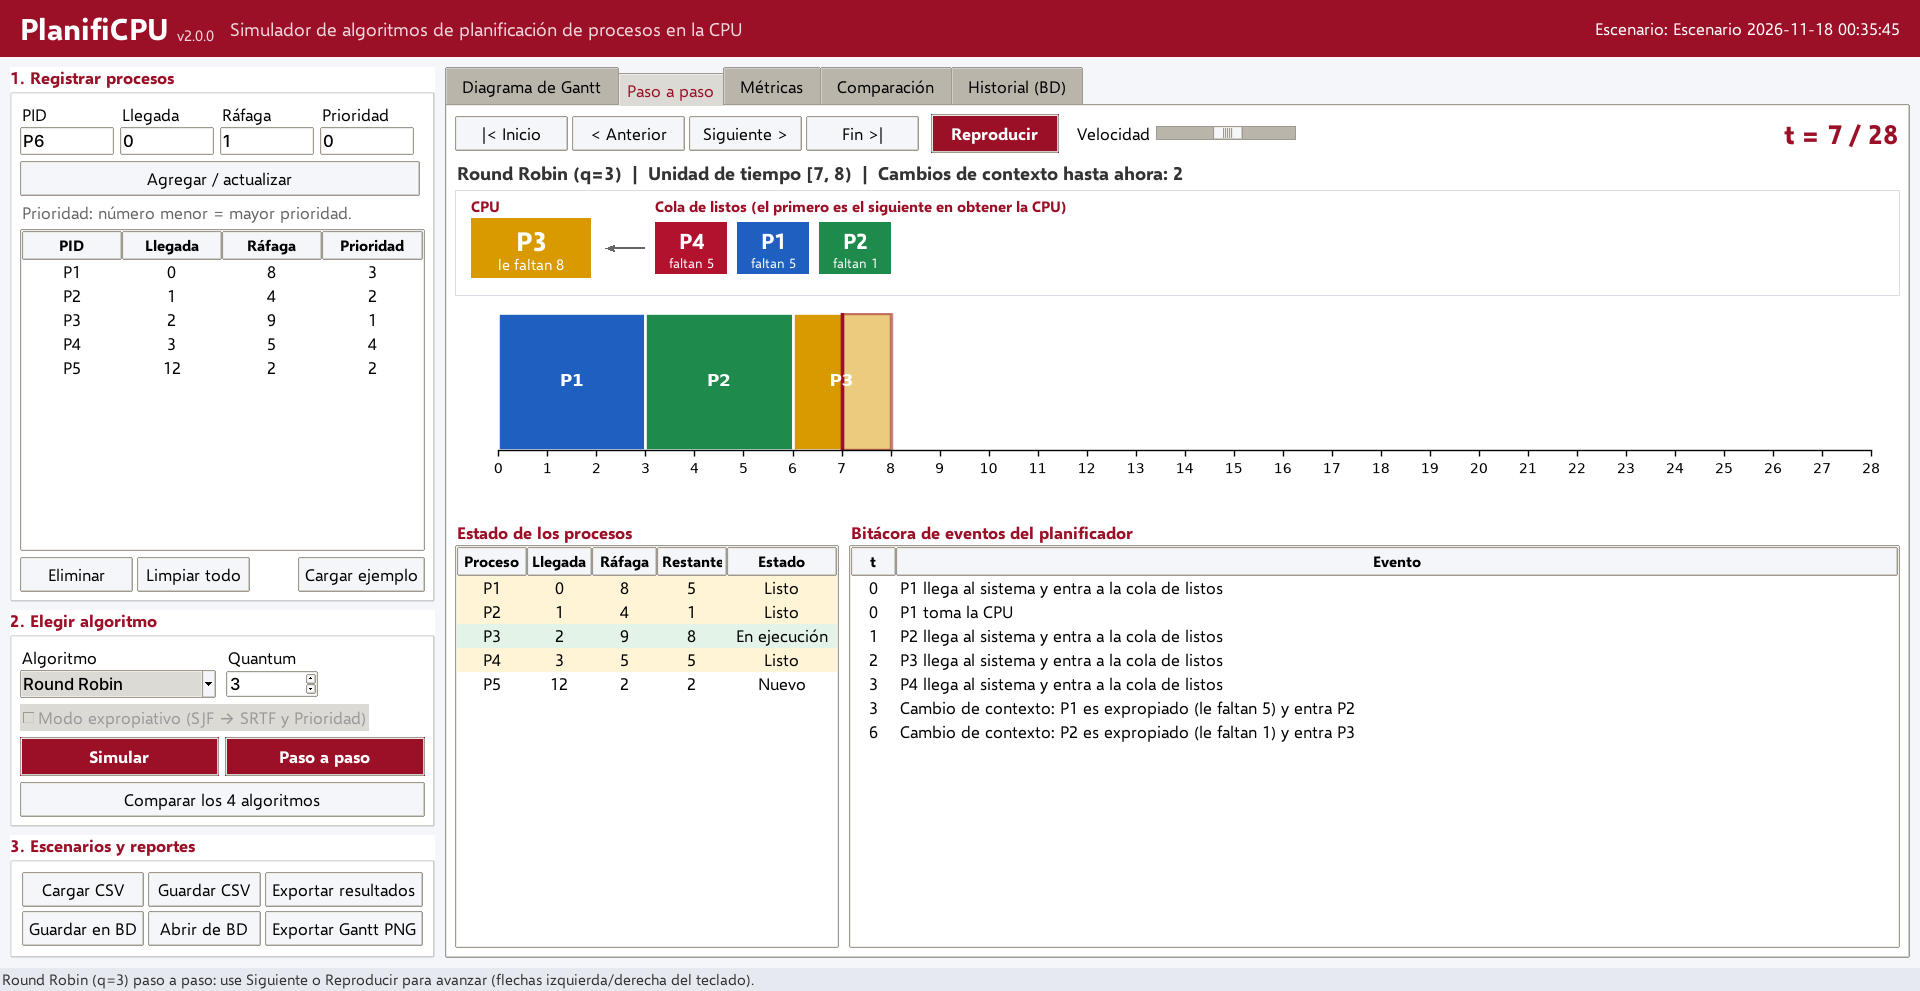 PlanifiCPU v2.0.0 Simulador de algoritmos de planificación de procesos en la CPU
Escenario: Escenario 2026-11-18 00:35:45
1. Registrar procesos
PID Llegada Ráfaga Prioridad
P6 0 1 0
Agregar / actualizar
Prioridad: número menor = mayor prioridad.
PID Llegada Ráfaga Prioridad
P1 0 8 3
P2 1 4 2
P3 2 9 1
P4 3 5 4
P5 12 2 2
Eliminar Limpiar todo Cargar ejemplo
2. Elegir algoritmo
Algoritmo Quantum
Round Robin 3
Modo expropiativo (SJF → SRTF y Prioridad)
Simular Paso a paso
Comparar los 4 algoritmos
3. Escenarios y reportes
Cargar CSV Guardar CSV Exportar resultados
Guardar en BD Abrir de BD Exportar Gantt PNG
Diagrama de Gantt Paso a paso Métricas Comparación Historial (BD)
|< Inicio < Anterior Siguiente > Fin >| Reproducir Velocidad t = 7 / 28
Round Robin (q=3) | Unidad de tiempo [7, 8) | Cambios de contexto hasta ahora: 2
CPU Cola de listos (el primero es el siguiente en obtener la CPU)
P3 P4 P1 P2
le faltan 8 faltan 5 faltan 5 faltan 1
P1 P2 P3
0 1 2 3 4 5 6 7 8 9 10 11 12 13 14 15 16 17 18 19 20 21 22 23 24 25 26 27 28
Estado de los procesos
Proceso Llegada Ráfaga Restante Estado
P1 0 8 5 Listo
P2 1 4 1 Listo
P3 2 9 8 En ejecución
P4 3 5 5 Listo
P5 12 2 2 Nuevo
Bitácora de eventos del planificador
t Evento
0 P1 llega al sistema y entra a la cola de listos
0 P1 toma la CPU
1 P2 llega al sistema y entra a la cola de listos
2 P3 llega al sistema y entra a la cola de listos
3 P4 llega al sistema y entra a la cola de listos
3 Cambio de contexto: P1 es expropiado (le faltan 5) y entra P2
6 Cambio de contexto: P2 es expropiado (le faltan 1) y entra P3
Round Robin (q=3) paso a paso: use Siguiente o Reproducir para avanzar (flechas izquierda/derecha del teclado).